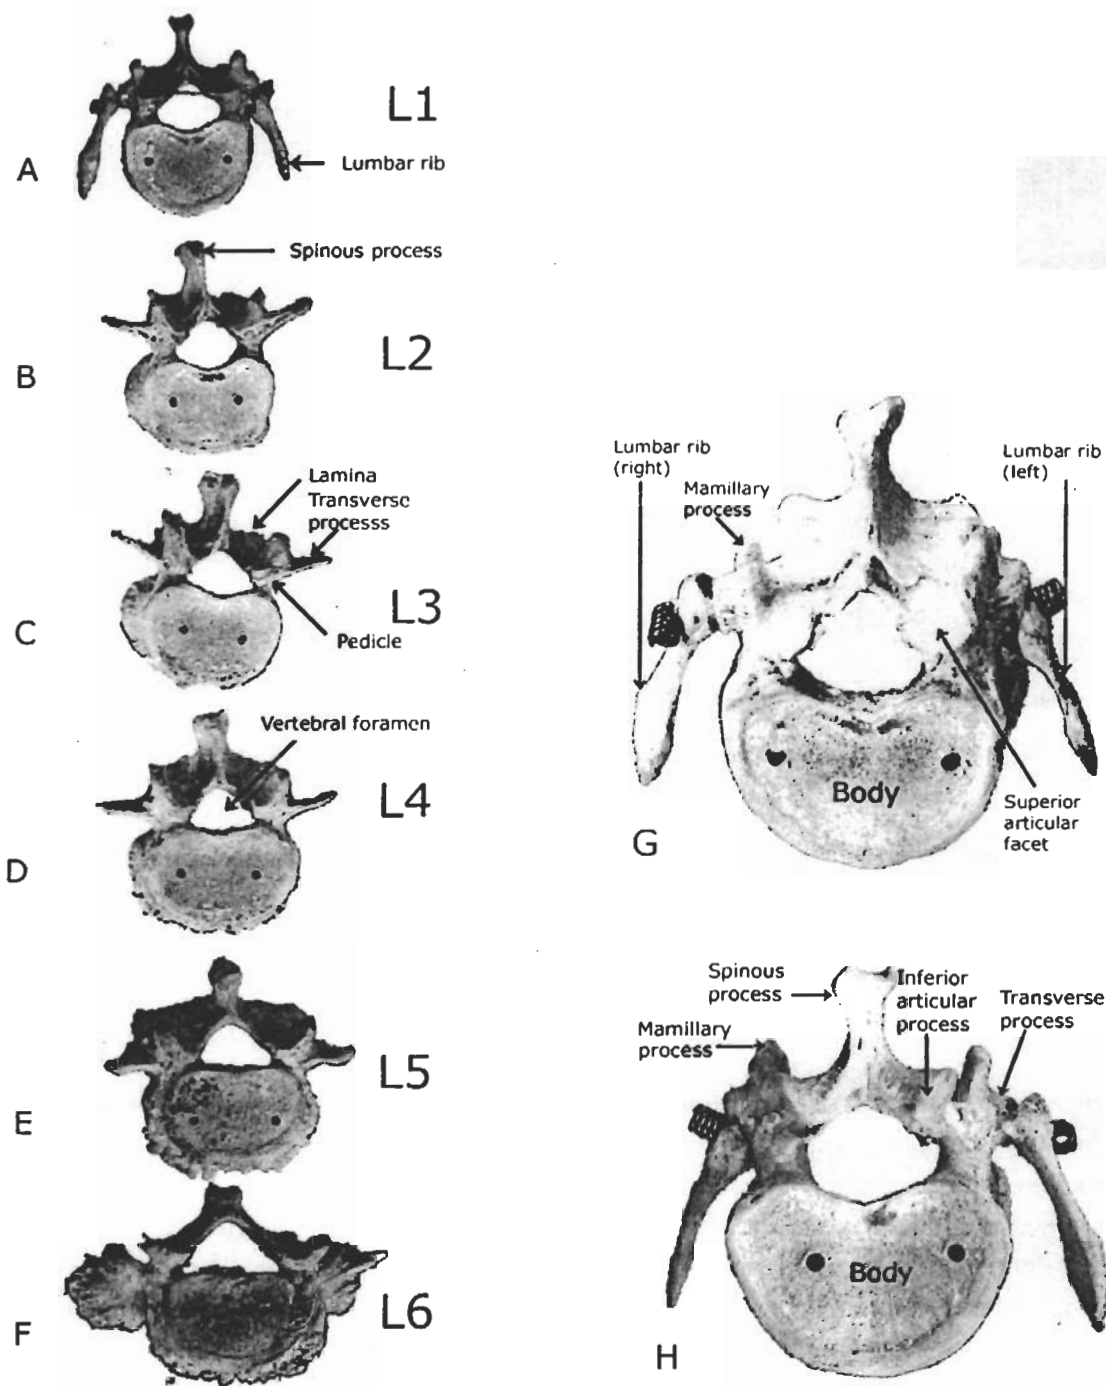 L1
A
Lumbar rib
Spinous process
L2
B
Lamina
Transverse
processs
L3
C
Pedicle
Vertebral foramen
L4
D
L5
E
L6
F
Lumbar rib
(right)
Mamillary
process
Lumbar rib
(left)
Body
Superior
articular
facet
G
Spinous
process
Inferior
articular
process
Transverse
process
Mamillary
process
Body
H